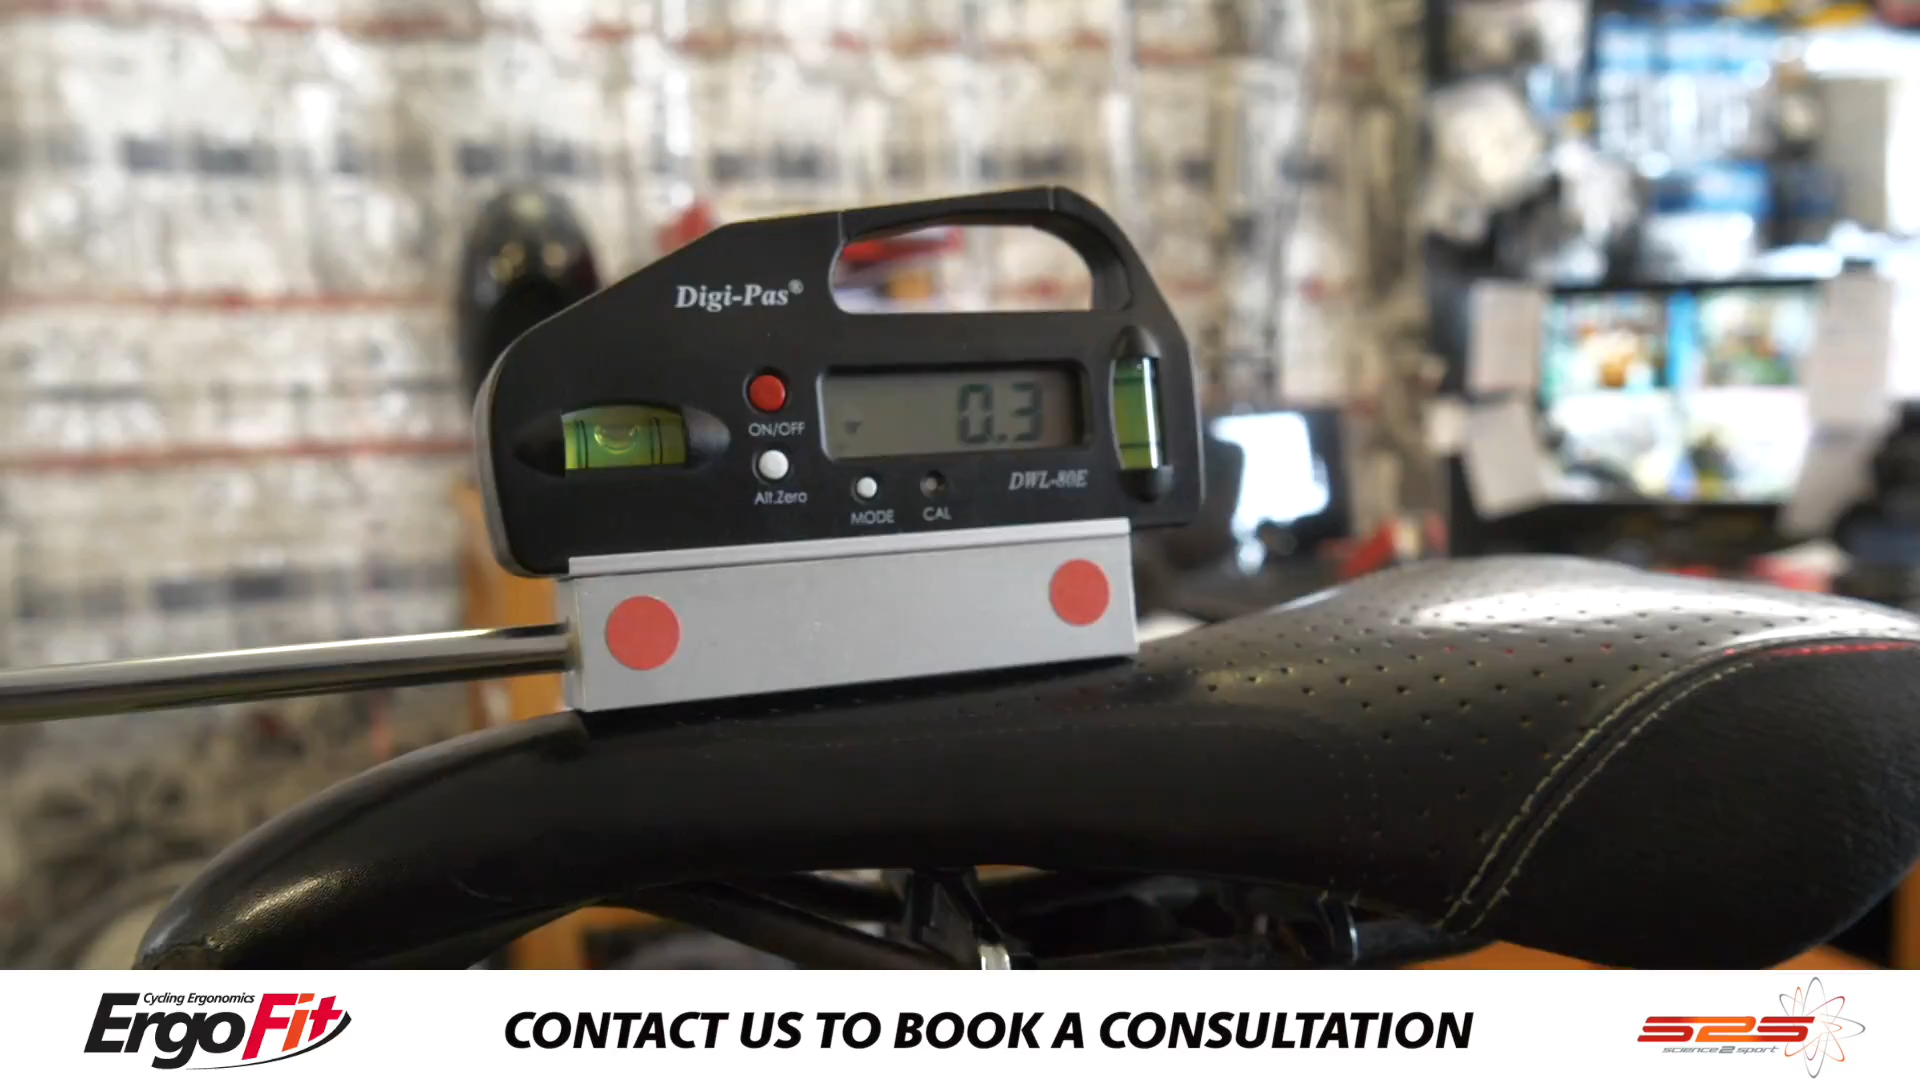 Digi-Pas®
ON/OFF
0.3
Alt.Zero
MODE
CAL
DWL-80E
Cycling Ergonomics
ErgoFit
CONTACT US TO BOOK A CONSULTATION
S2S
science2sport